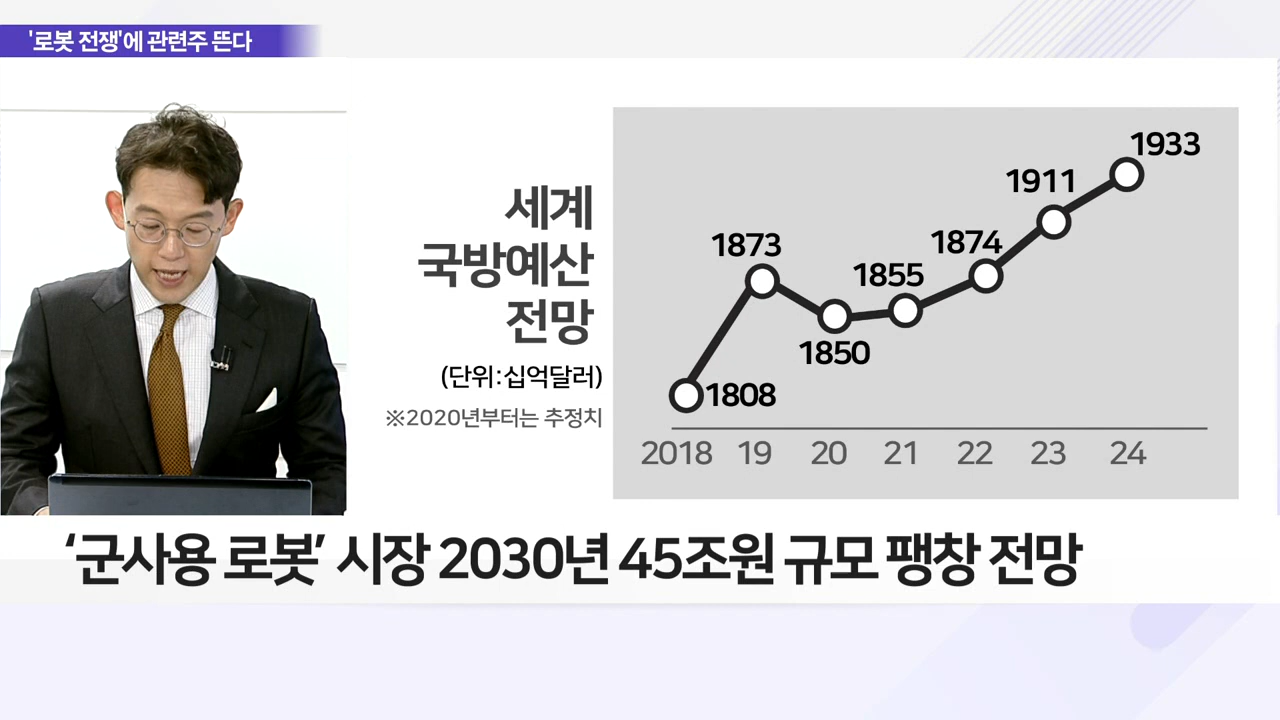 '로봇 전쟁'에 관련주 뜬다
세계
국방예산
전망
(단위:십억달러)
※2020년부터는 추정치
1808
1873
1850
1855
1874
1911
1933
2018 19 20 21 22 23 24
‘군사용 로봇’ 시장 2030년 45조원 규모 팽창 전망